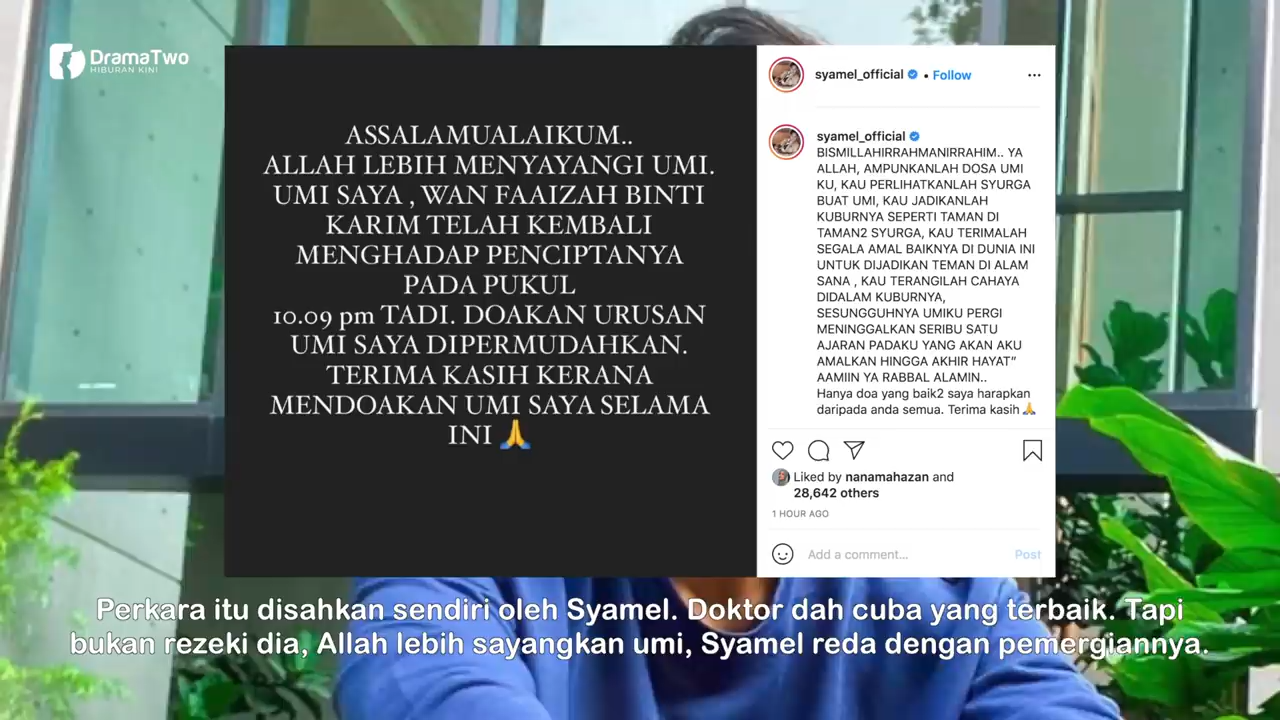 DramaTwo
HIBURAN KINI
ASSALAMUALAIKUM..
ALLAH LEBIH MENYAYANGI UMI.
UMI SAYA , WAN FAAIZAH BINTI
KARIM TELAH KEMBALI
MENGHADAP PENCIPTANYA
PADA PUKUL
10.09 pm TADI. DOAKAN URUSAN
UMI SAYA DIPERMUDAHKAN.
TERIMA KASIH KERANA
MENDOAKAN UMI SAYA SELAMA
INI 🙏
syamel_official • Follow
syamel_official
BISMILLAHIRRAHMANIRRAHIM.. YA
ALLAH, AMPUNKANLAH DOSA UMI
KU, KAU PERLIHATKANLAH SYURGA
BUAT UMI, KAU JADIKANLAH
KUBURNYA SEPERTI TAMAN DI
TAMAN2 SYURGA, KAU TERIMALAH
SEGALA AMAL BAIKNYA DI DUNIA INI
UNTUK DIJADIKAN TEMAN DI ALAM
SANA , KAU TERANGILAH CAHAYA
DIDALAM KUBURNYA,
SESUNGGUHNYA UMIKU PERGI
MENINGGALKAN SERIBU SATU
AJARAN PADAKU YANG AKAN AKU
AMALKAN HINGGA AKHIR HAYAT”
AAMIIN YA RABBAL ALAMIN..
Hanya doa yang baik2 saya harapkan
daripada anda semua. Terima kasih 🙏
Liked by nanamahazan and
28,642 others
1 HOUR AGO
Add a comment... Post
Perkara itu disahkan sendiri oleh Syamel. Doktor dah cuba yang terbaik. Tapi
bukan rezeki dia, Allah lebih sayangkan umi, Syamel reda dengan pemergiannya.